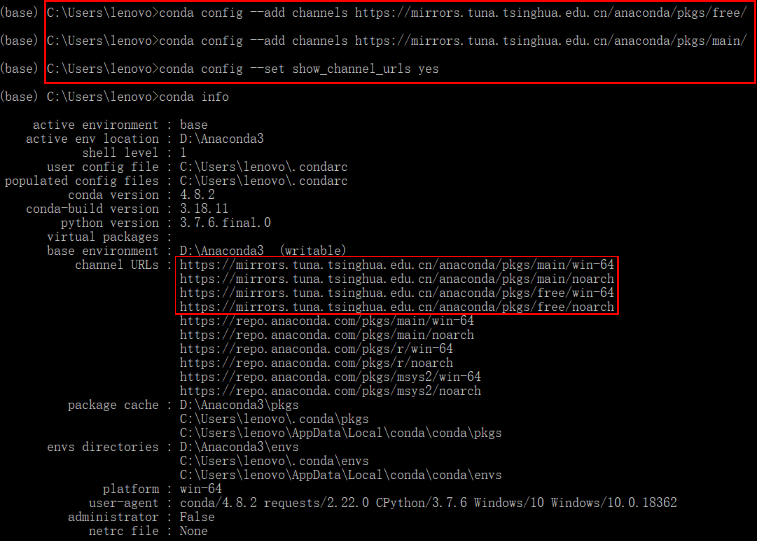 (base) C:\Users\lenovo>conda config --add channels https://mirrors.tuna.tsinghua.edu.cn/anaconda/pkgs/free/
(base) C:\Users\lenovo>conda config --add channels https://mirrors.tuna.tsinghua.edu.cn/anaconda/pkgs/main/
(base) C:\Users\lenovo>conda config --set show_channel_urls yes
(base) C:\Users\lenovo>conda info
active environment : base
active env location : D:\Anaconda3
shell level : 1
user config file : C:\Users\lenovo\.condarc
populated config files : C:\Users\lenovo\.condarc
conda version : 4.8.2
conda-build version : 3.18.11
python version : 3.7.6.final.0
virtual packages :
base environment : D:\Anaconda3  (writable)
channel URLs : https://mirrors.tuna.tsinghua.edu.cn/anaconda/pkgs/main/win-64
https://mirrors.tuna.tsinghua.edu.cn/anaconda/pkgs/main/noarch
https://mirrors.tuna.tsinghua.edu.cn/anaconda/pkgs/free/win-64
https://mirrors.tuna.tsinghua.edu.cn/anaconda/pkgs/free/noarch
https://repo.anaconda.com/pkgs/main/win-64
https://repo.anaconda.com/pkgs/main/noarch
https://repo.anaconda.com/pkgs/r/win-64
https://repo.anaconda.com/pkgs/r/noarch
https://repo.anaconda.com/pkgs/msys2/win-64
https://repo.anaconda.com/pkgs/msys2/noarch
package cache : D:\Anaconda3\pkgs
C:\Users\lenovo\.conda\pkgs
C:\Users\lenovo\AppData\Local\conda\conda\pkgs
envs directories : D:\Anaconda3\envs
C:\Users\lenovo\.conda\envs
C:\Users\lenovo\AppData\Local\conda\conda\envs
platform : win-64
user-agent : conda/4.8.2 requests/2.22.0 CPython/3.7.6 Windows/10 Windows/10.0.18362
administrator : False
netrc file : None